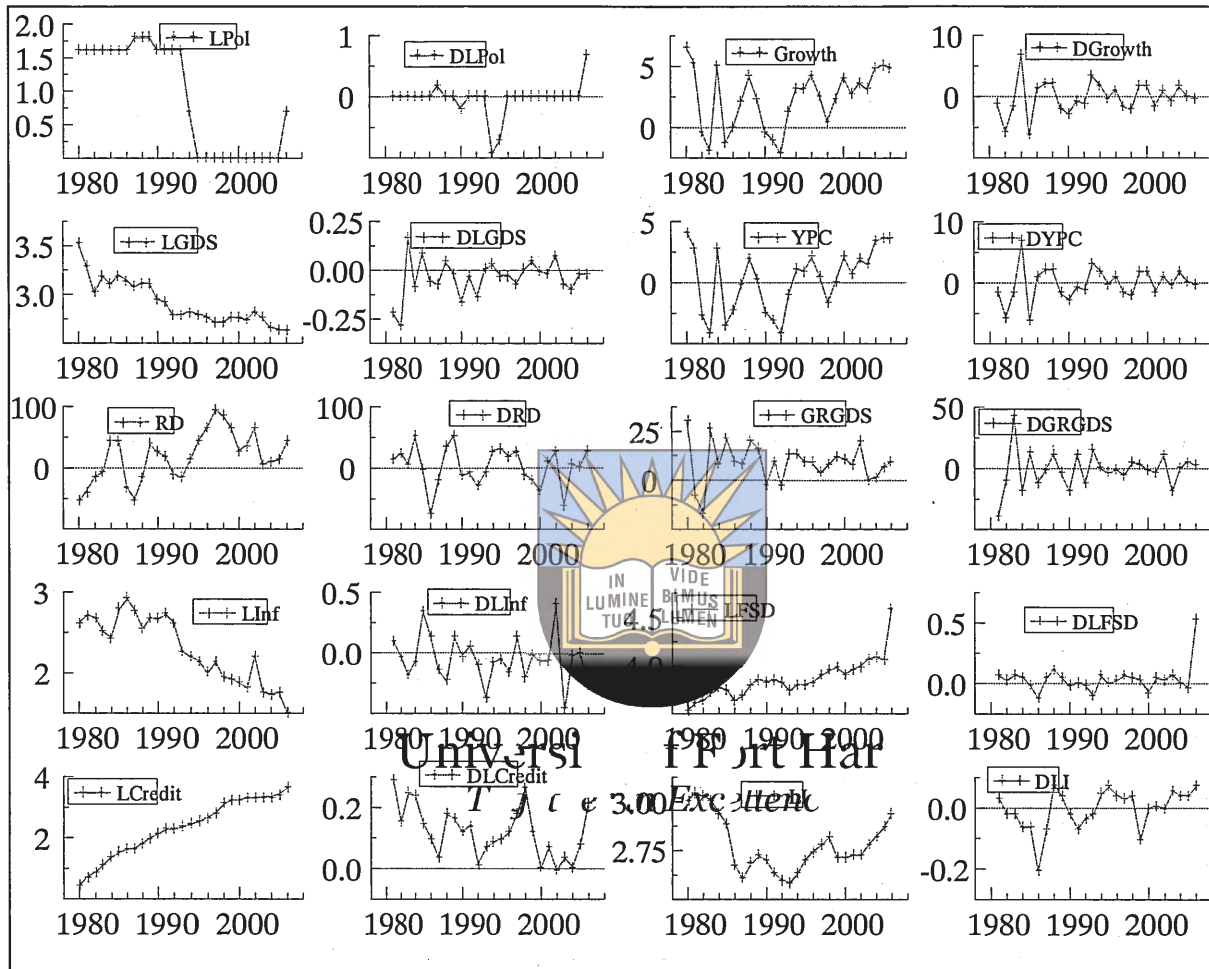 2.0 LPol 1 DLPol Growth 10 DGrowth
1.5 5
1.0 0 0
0.5 0
1980 1990 2000 1980 1990 2000 1980 1990 2000 1980 1990 2000
LGDS 0.25 DLGDS 5 YPC 10 DYPC
3.5 0.00 0 0
3.0 -0.25
1980 1990 2000 1980 1990 2000 1980 1990 2000 1980 1990 2000
100 RD 100 DRD GRGDS 50 DGRGDS
25
0 0 0 0
1980 1990 2000 1980 1990 2000 1980 1990 2000 1980 1990 2000
IN VIDE
LUMINE BIMUS
TUO LUMEN
3 LInf 0.5 DLInf 4.5 LFSD 0.5 DLFSD
2 0.0 4.0 0.0
1980 1990 2000 1980 1990 2000 1980 1990 2000 1980 1990 2000
4 LCredit DLCredit 3.00 LI DLI
0.2 0.0
2 2.75
0.0 -0.2
1980 1990 2000 1980 1990 2000 1980 1990 2000 1980 1990 2000